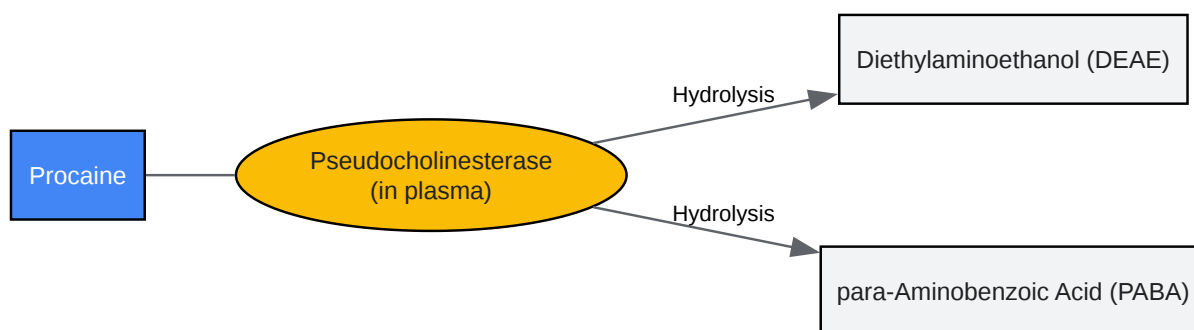 Procaine
Pseudocholinesterase
(in plasma)
Hydrolysis
Diethylaminoethanol (DEAE)
Hydrolysis
para-Aminobenzoic Acid (PABA)